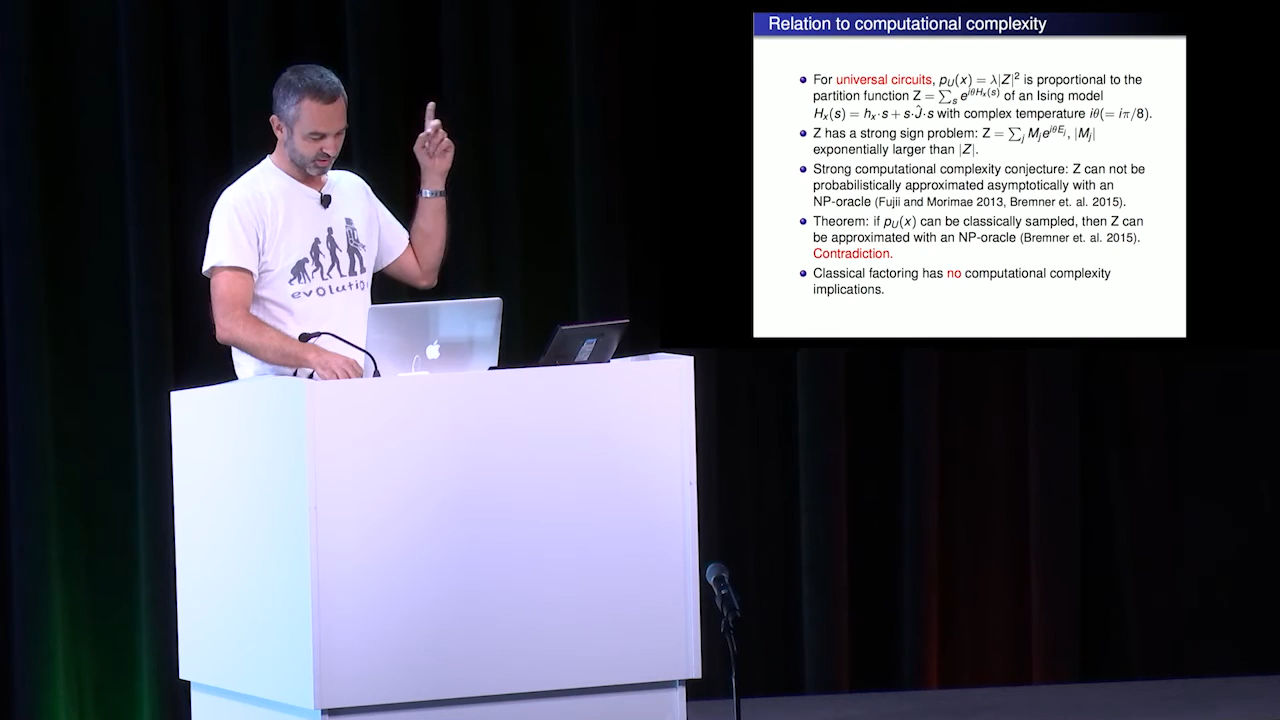 Relation to computational complexity
For universal circuits, p_U(x) = λ|Z|² is proportional to the
partition function Z = ∑_s e^{iθH_x(s)} of an Ising model
H_x(s) = h_x · s + s · Ĵ · s with complex temperature iθ(= iπ/8).
Z has a strong sign problem: Z = ∑_j M_j e^{iθE_j}, |M_j|
exponentially larger than |Z|.
Strong computational complexity conjecture: Z can not be
probabilistically approximated asymptotically with an
NP-oracle (Fujii and Morimae 2013, Bremner et. al. 2015).
Theorem: if p_U(x) can be classically sampled, then Z can
be approximated with an NP-oracle (Bremner et. al. 2015).
Contradiction.
Classical factoring has no computational complexity
implications.
evolution